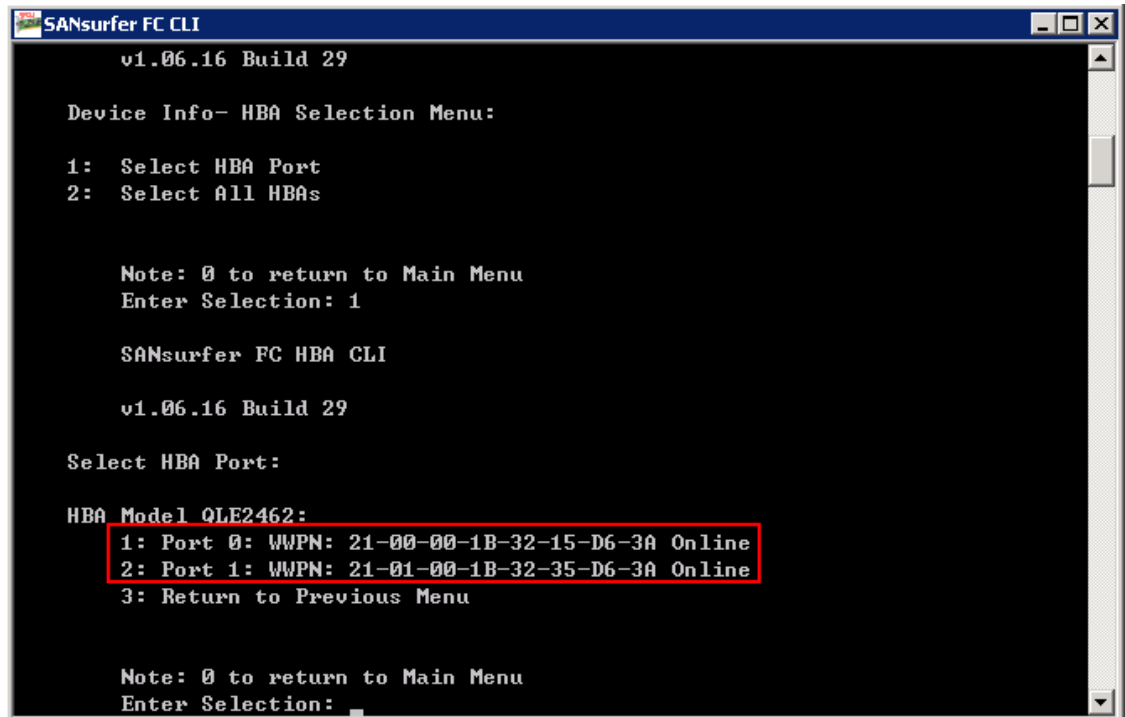 SANsurfer FC CLI
v1.06.16 Build 29
Device Info- HBA Selection Menu:
1: Select HBA Port
2: Select All HBAs
Note: 0 to return to Main Menu
Enter Selection: 1
SANsurfer FC HBA CLI
v1.06.16 Build 29
Select HBA Port:
HBA Model QLE2462:
1: Port 0: WWPN: 21-00-00-1B-32-15-D6-3A Online
2: Port 1: WWPN: 21-01-00-1B-32-35-D6-3A Online
3: Return to Previous Menu
Note: 0 to return to Main Menu
Enter Selection: _